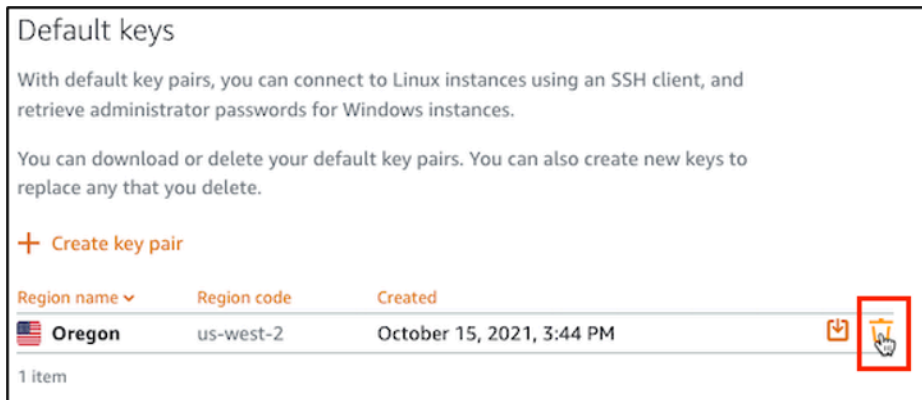 Default keys
With default key pairs, you can connect to Linux instances using an SSH client, and
retrieve administrator passwords for Windows instances.
You can download or delete your default key pairs. You can also create new keys to
replace any that you delete.
+ Create key pair
Region name Region code Created
Oregon us-west-2 October 15, 2021, 3:44 PM
1 item